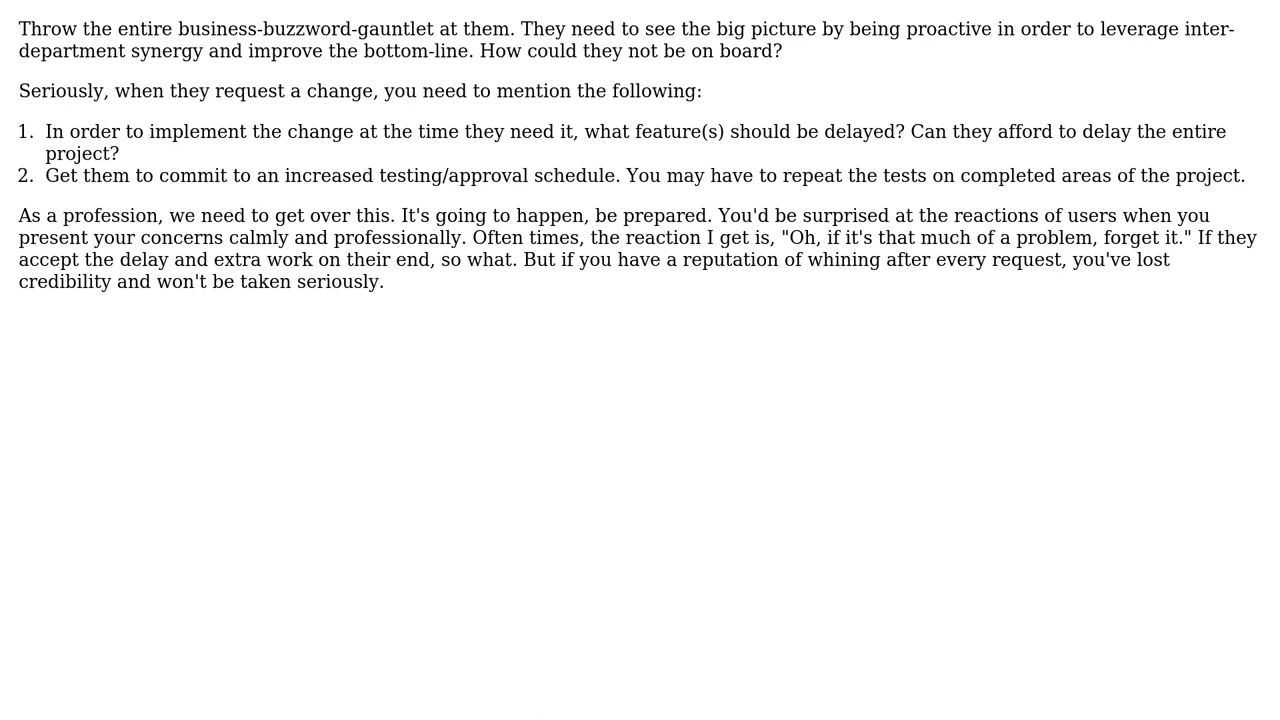 Throw the entire business-buzzword-gauntlet at them. They need to see the big picture by being proactive in order to leverage inter-
department synergy and improve the bottom-line. How could they not be on board?
Seriously, when they request a change, you need to mention the following:
1. In order to implement the change at the time they need it, what feature(s) should be delayed? Can they afford to delay the entire
project?
2. Get them to commit to an increased testing/approval schedule. You may have to repeat the tests on completed areas of the project.
As a profession, we need to get over this. It's going to happen, be prepared. You'd be surprised at the reactions of users when you
present your concerns calmly and professionally. Often times, the reaction I get is, "Oh, if it's that much of a problem, forget it." If they
accept the delay and extra work on their end, so what. But if you have a reputation of whining after every request, you've lost
credibility and won't be taken seriously.